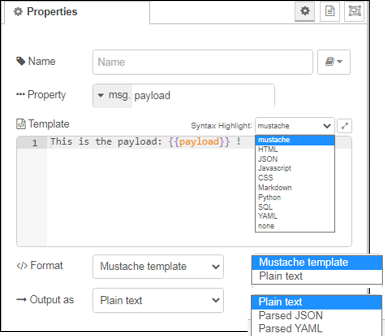 Properties
Name
Name
Property
msg. payload
Template
Syntax Highlight: mustache
1 This is the payload: {{payload}} !
mustache
HTML
JSON
Javascript
CSS
Markdown
Python
SQL
YAML
none
</> Format
Mustache template
Mustache template
Plain text
Output as
Plain text
Plain text
Parsed JSON
Parsed YAML